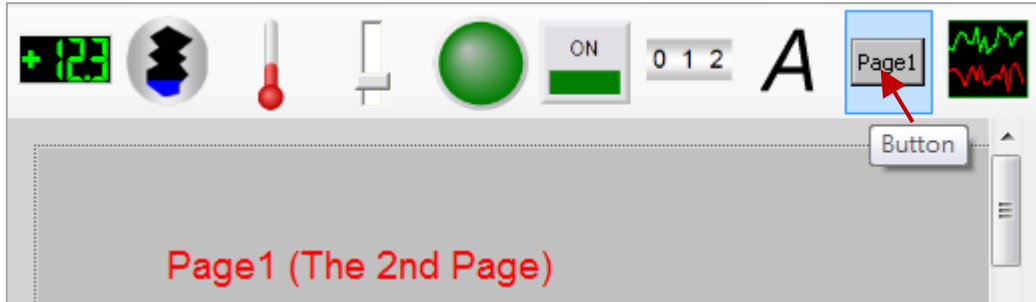 +12.3
ON
0 1 2
A
Page1
Button
Page1 (The 2nd Page)